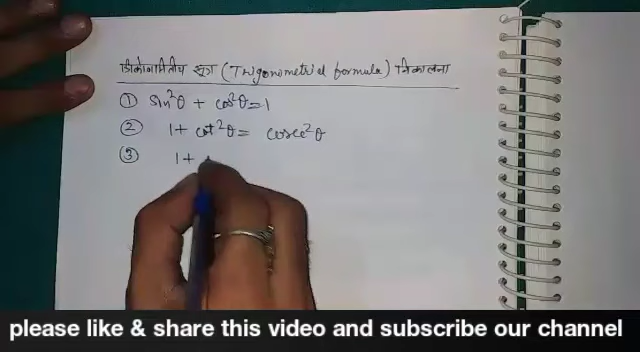 त्रिकोणमितीय सूत्र (Trigonometrical formula) निकालना
① sin²θ + cos²θ = 1
② 1 + cot²θ = cosec²θ
③ 1 +
please like & share this video and subscribe our channel